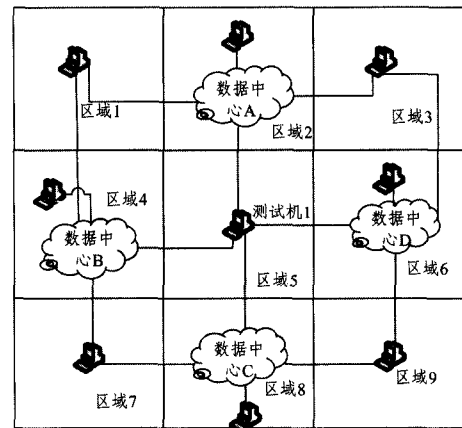 数据中
心A
区域1
区域2
区域3
区域4
数据中
心B
测试机1
区域5
数据中
心D
区域6
区域7
数据中
心C
区域8
区域9